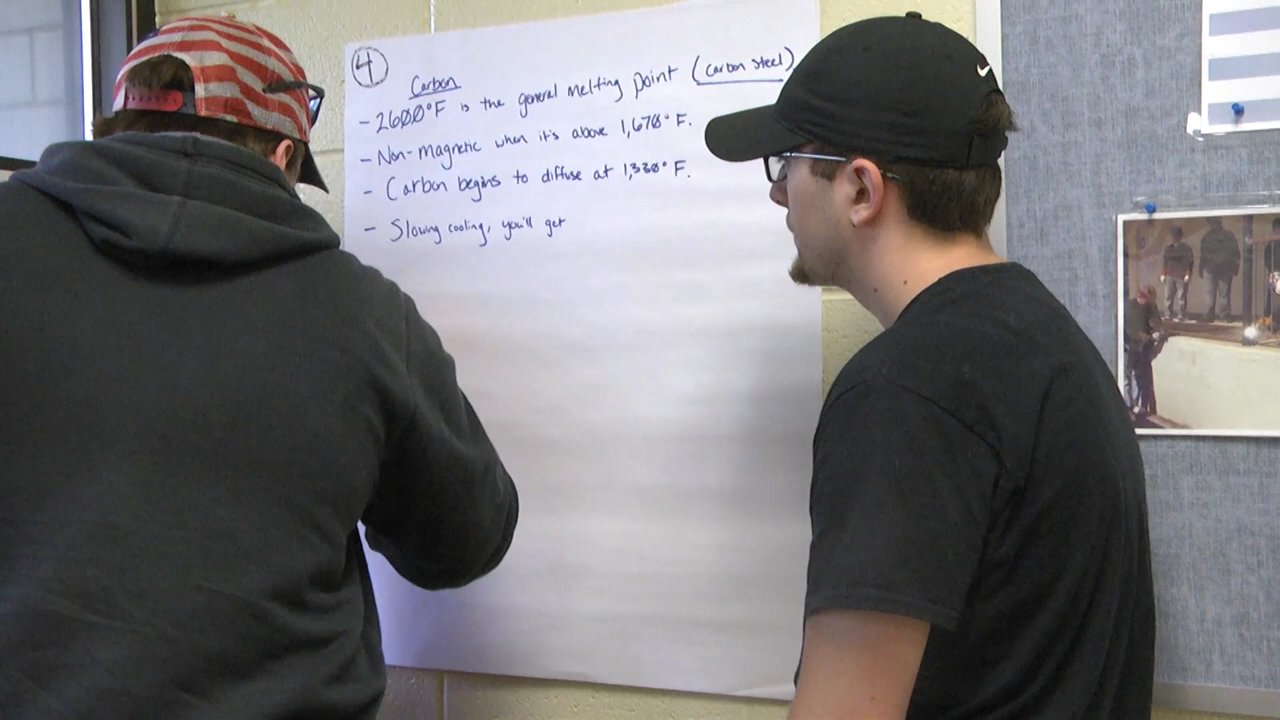 4
Carbon
- 2600°F is the general melting point (carbon steel)
- Non-magnetic when it's above 1,670° F.
- Carbon begins to diffuse at 1,330° F.
- Slowing cooling, you'll get